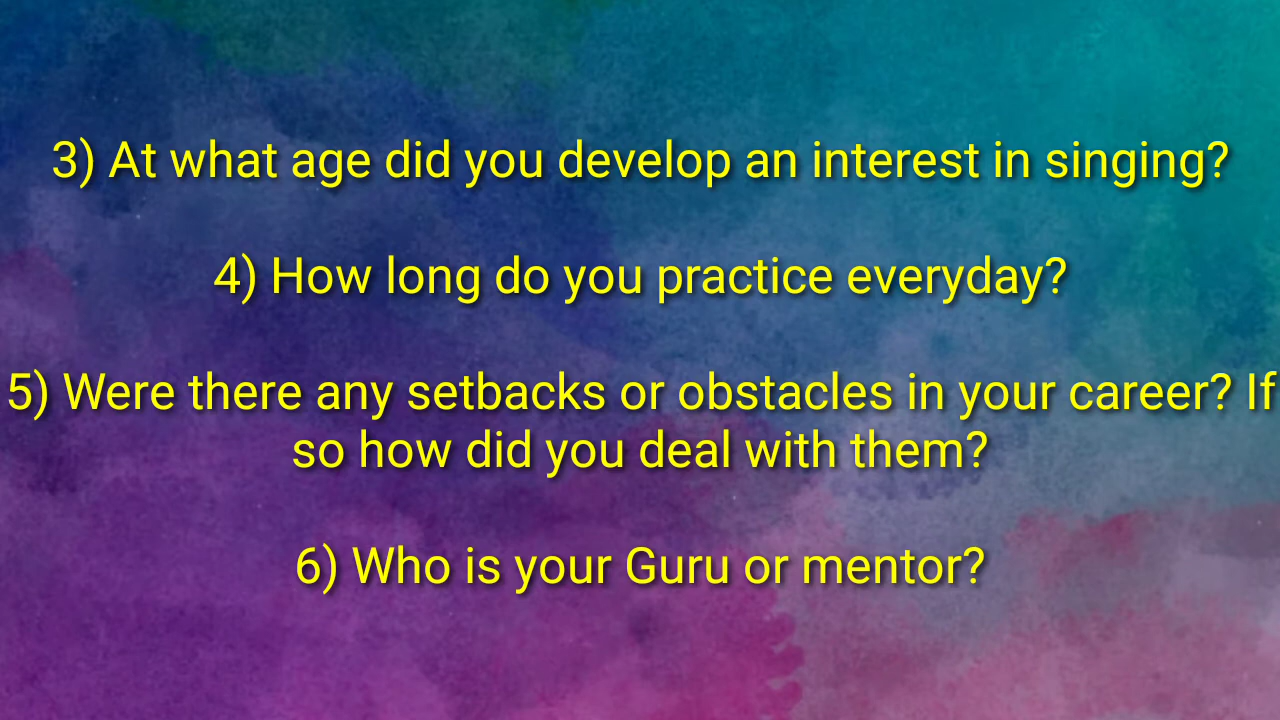 3) At what age did you develop an interest in singing?
4) How long do you practice everyday?
5) Were there any setbacks or obstacles in your career? If
so how did you deal with them?
6) Who is your Guru or mentor?